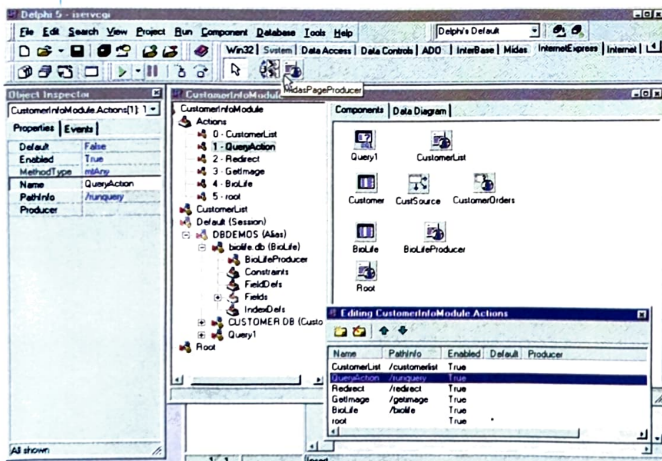 Delphi 5 - iservcgi
File Edit Search View Project Run Component Database Tools Help
Delphi's Default
Win32 System Data Access Data Controls ADO InterBase Midas InternetExpress Internet
MidasPageProducer
Object Inspector
CustomerInfoModule.Actions[1]: T
Properties Events
Default False
Enabled True
MethodType mtAny
Name QueryAction
PathInfo /runquery
Producer
All shown
CustomerInfoModule
CustomerInfoModule
Actions
0 - CustomerList
1 - QueryAction
2 - Redirect
3 - GetImage
4 - BioLife
5 - root
CustomerList
Default (Session)
DBDEMOS (Alias)
biolife.db (BioLife)
BioLifeProducer
Constraints
FieldDefs
Fields
IndexDefs
CUSTOMER.DB (Custo
Query1
Root
Components Data Diagram
Query1 CustomerList
Customer CustSource CustomerOrders
BioLife BioLifeProducer
Root
Editing CustomerInfoModule.Actions
Name PathInfo Enabled Default Producer
CustomerList /customerlist True
QueryAction /runquery True
Redirect /redirect True
GetImage /getimage True
BioLife /biolife True
root True *
1: 1 Insert